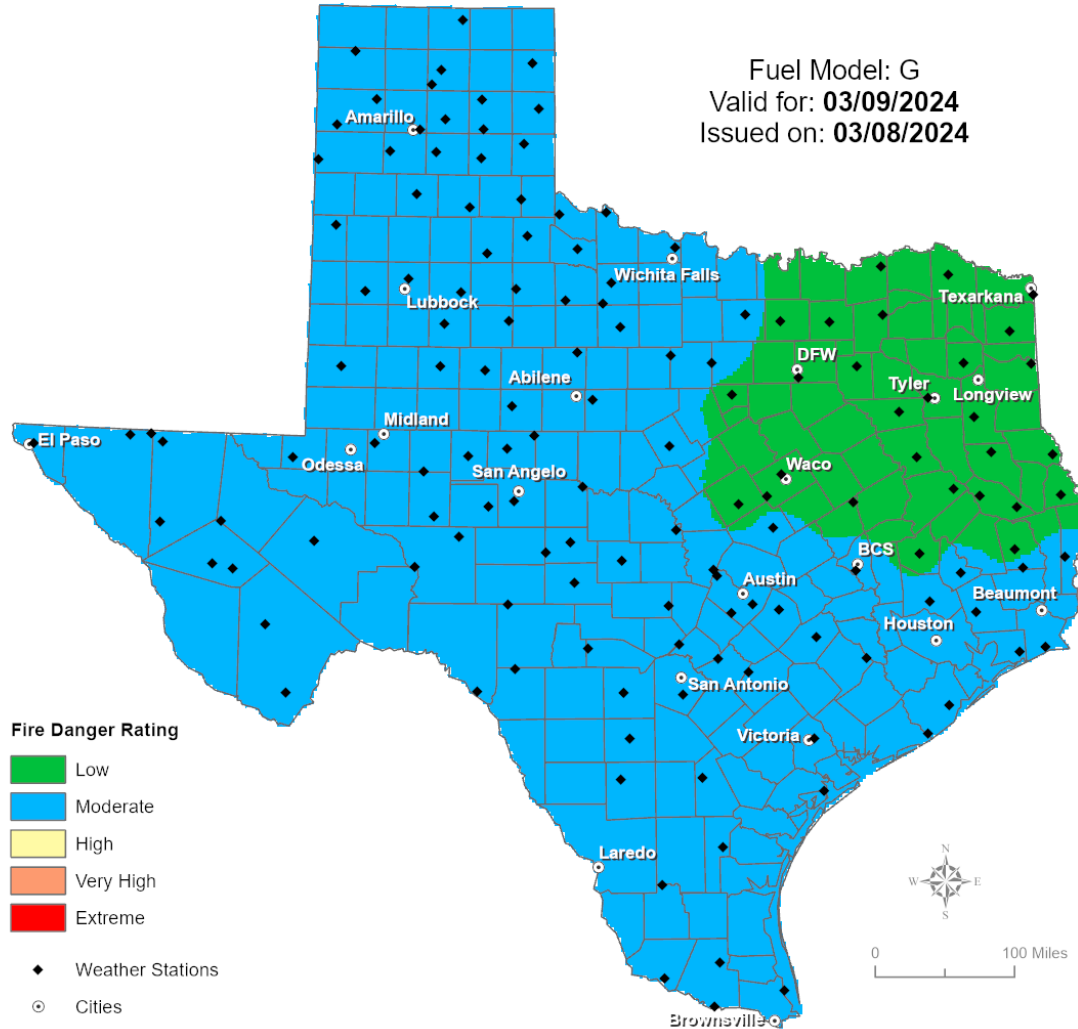 Fuel Model: G
Valid for: 03/09/2024
Issued on: 03/08/2024
Amarillo
Wichita Falls
Lubbock
Texarkana
DFW
Abilene
Tyler
Longview
Midland
El Paso
Odessa
San Angelo
Waco
BCS
Austin
Beaumont
Houston
San Antonio
Victoria
Laredo
Brownsville
Fire Danger Rating
Low
Moderate
High
Very High
Extreme
Weather Stations
Cities
N
W E
S
0 100 Miles